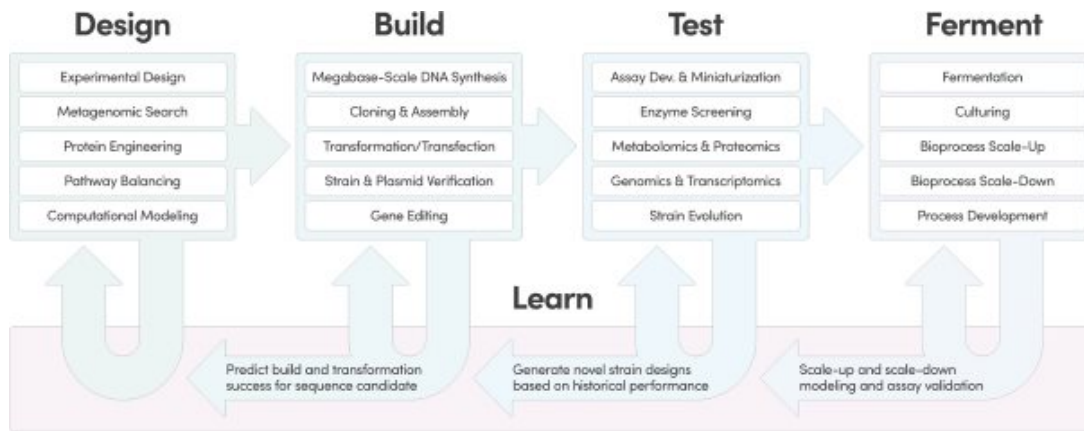 Design
Build
Test
Ferment
Experimental Design
Metagenomic Search
Protein Engineering
Pathway Balancing
Computational Modeling
Megabase-Scale DNA Synthesis
Cloning & Assembly
Transformation/Transfection
Strain & Plasmid Verification
Gene Editing
Assay Dev. & Miniaturization
Enzyme Screening
Metabolomics & Proteomics
Genomics & Transcriptomics
Strain Evolution
Fermentation
Culturing
Bioprocess Scale-Up
Bioprocess Scale-Down
Process Development
Learn
Predict build and transformation
success for sequence candidate
Generate novel strain designs
based on historical performance
Scale-up and scale-down
modeling and assay validation